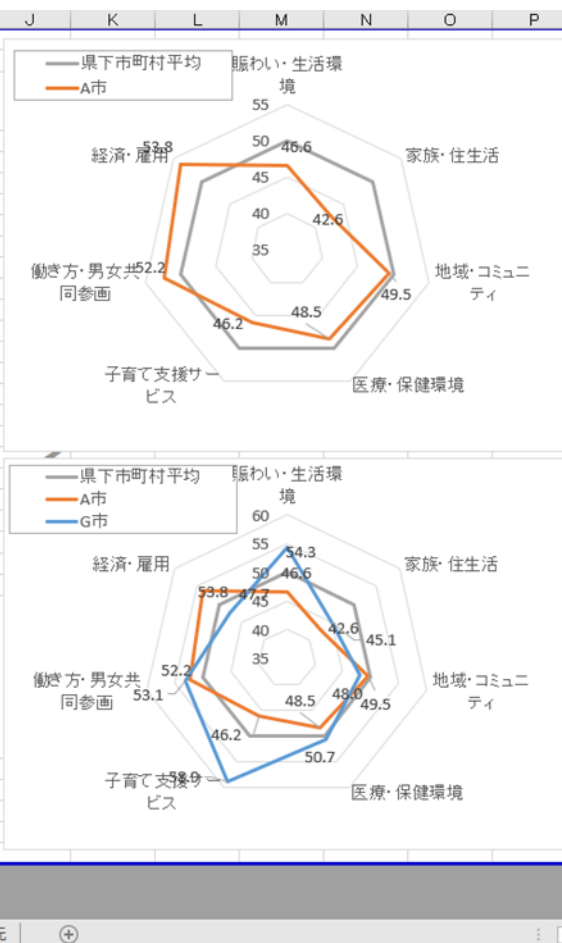 J K L M N O P
県下市町村平均
A市
賑わい・生活環
境
55
50
45
40
35
46.6
53.8
経済・雇用
家族・住生活
42.6
働き方・男女共
同参画
52.2
地域・コミュニ
ティ
49.5
48.5
46.2
子育て支援サー
ビス
医療・保健環境
県下市町村平均
A市
G市
賑わい・生活環
境
60
55
50
45
40
35
54.3
46.6
経済・雇用
家族・住生活
53.8
47.7
42.6
45.1
働き方・男女共
同参画
52.2
53.1
地域・コミュニ
ティ
48.0
49.5
48.5
46.2
50.7
子育て支援サー
ビス
医療・保健環境
元